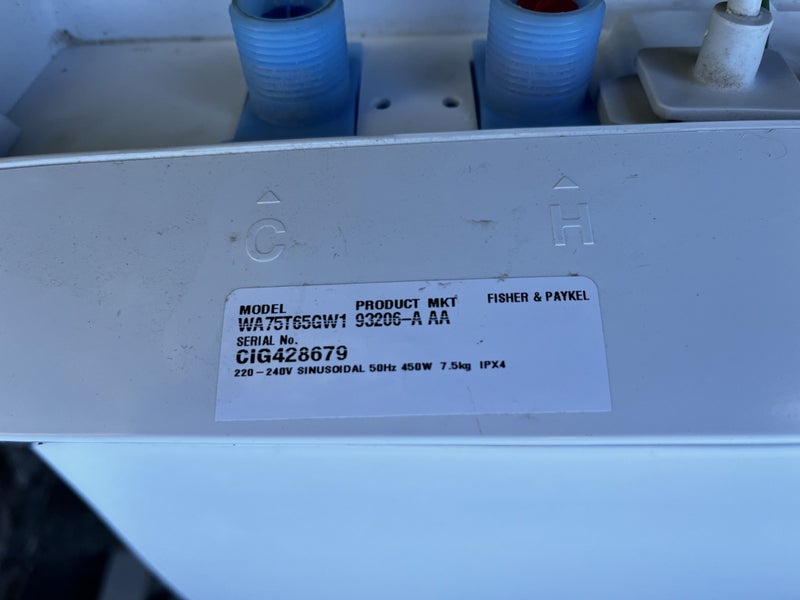 C H
MODEL PRODUCT MKT FISHER & PAYKEL
WA75T65GW1 93206-A AA
SERIAL No.
CIG428679
220-240V SINUSOIDAL 50Hz 450W 7.5kg IPX4